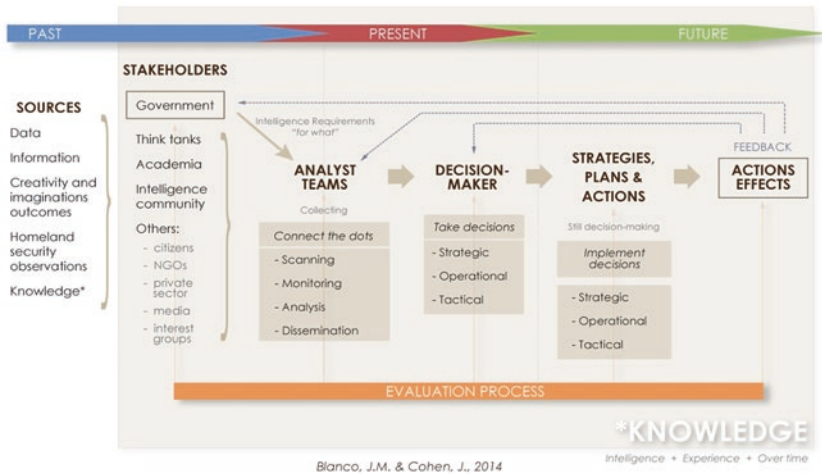 PAST
PRESENT
FUTURE
SOURCES
Data
Information
Creativity and
imaginations
outcomes
Homeland
security
observations
Knowledge*
STAKEHOLDERS
Government
Think tanks
Academia
Intelligence
community
Others:
- citizens
- NGOs
- private
sector
- media
- interest
groups
Intelligence Requirements
"for what"
ANALYST
TEAMS
Collecting
Connect the dots
- Scanning
- Monitoring
- Analysis
- Dissemination
DECISION-
MAKER
Take decisions
- Strategic
- Operational
- Tactical
STRATEGIES,
PLANS &
ACTIONS
Still decision-making
Implement
decisions
- Strategic
- Operational
- Tactical
FEEDBACK
ACTIONS
EFFECTS
EVALUATION PROCESS
*KNOWLEDGE
Intelligence + Experience + Over time
Blanco, J.M. & Cohen, J., 2014